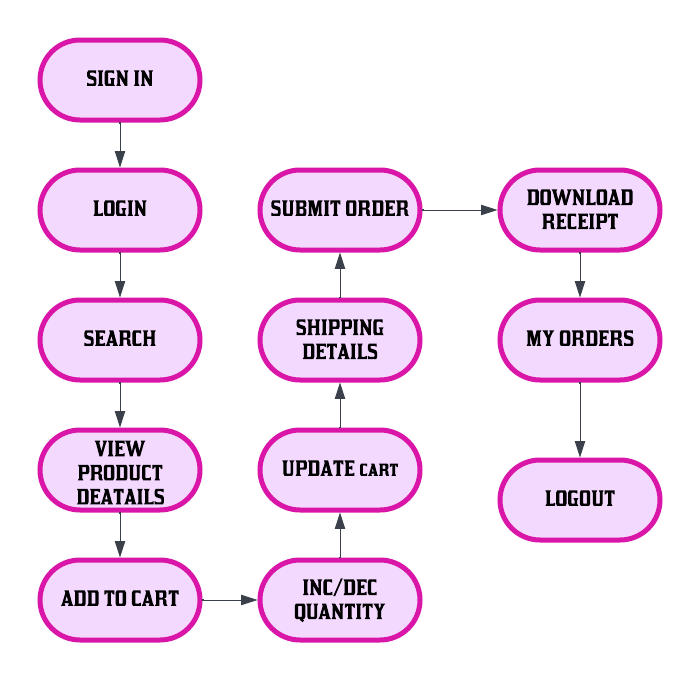 SIGN IN
LOGIN
SEARCH
VIEW
PRODUCT
DEATAILS
ADD TO CART
INC/DEC
QUANTITY
UPDATE CART
SHIPPING
DETAILS
SUBMIT ORDER
DOWNLOAD
RECEIPT
MY ORDERS
LOGOUT